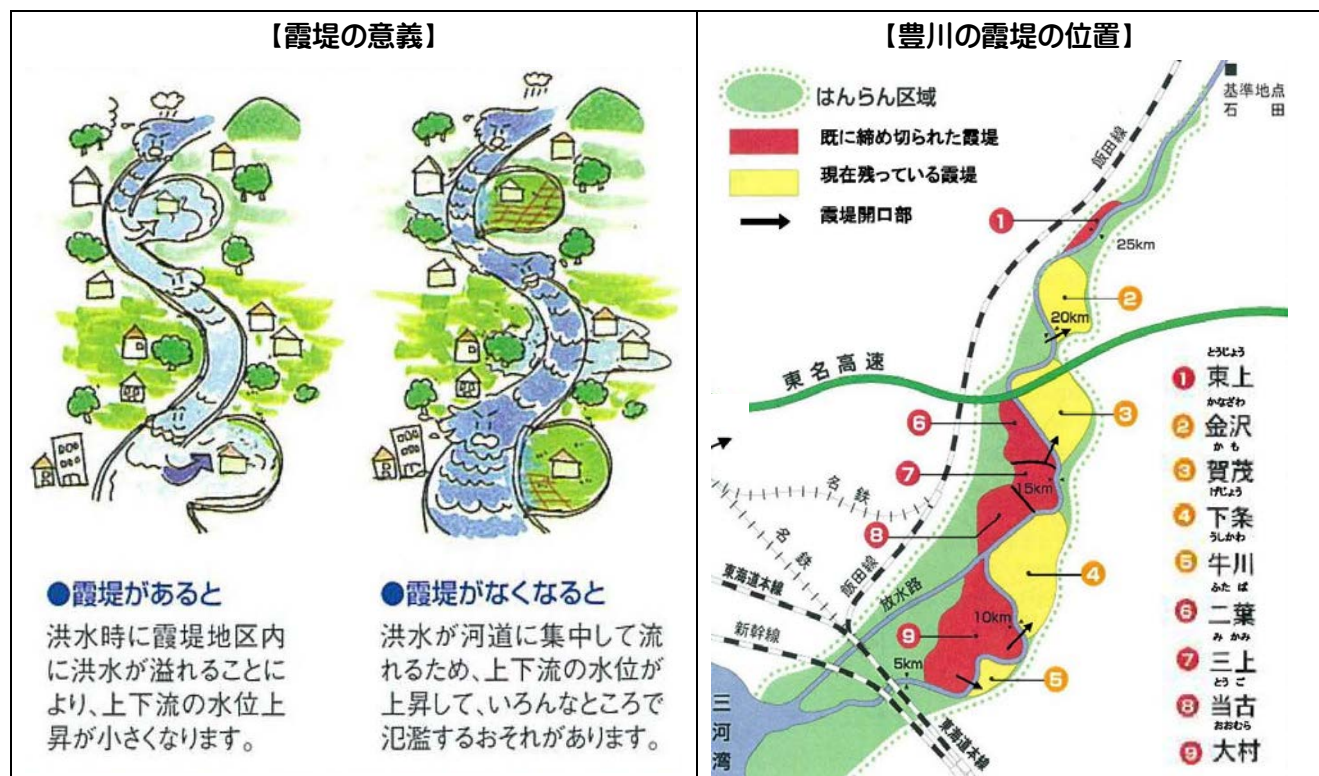 【霞堤の意義】
●霞堤があると
洪水時に霞堤地区内
に洪水が溢れることに
より、上下流の水位上
昇が小さくなります。
●霞堤がなくなると
洪水が河道に集中して流
れるため、上下流の水位が
上昇して、いろんなところで
氾濫するおそれがあります。
【豊川の霞堤の位置】
はんらん区域
既に締め切られた霞堤
現在残っている霞堤
霞堤開口部
基準地点
石田
飯田線
1
25km
2
20km
東名高速
3
6
7
15km
名鉄
8
名鉄
飯田線
東海道本線
放水路
4
新幹線
9
10km
5km
5
三河湾
東海道本線
とうじょう
1 東上
かなざわ
2 金沢
かも
3 賀茂
げじょう
4 下条
うしかわ
5 牛川
ふたば
6 二葉
みかみ
7 三上
とうご
8 当古
おおむら
9 大村